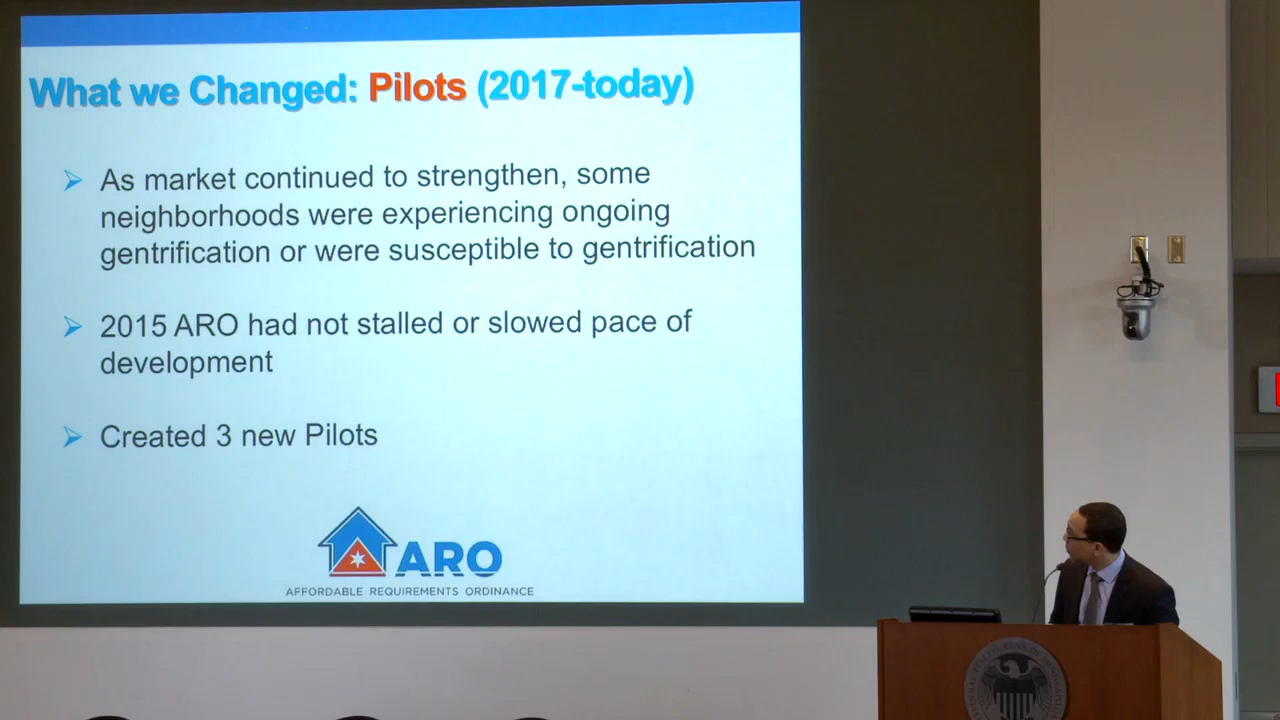 What we Changed: Pilots (2017-today)
As market continued to strengthen, some
neighborhoods were experiencing ongoing
gentrification or were susceptible to gentrification
2015 ARO had not stalled or slowed pace of
development
Created 3 new Pilots
ARO
AFFORDABLE REQUIREMENTS ORDINANCE